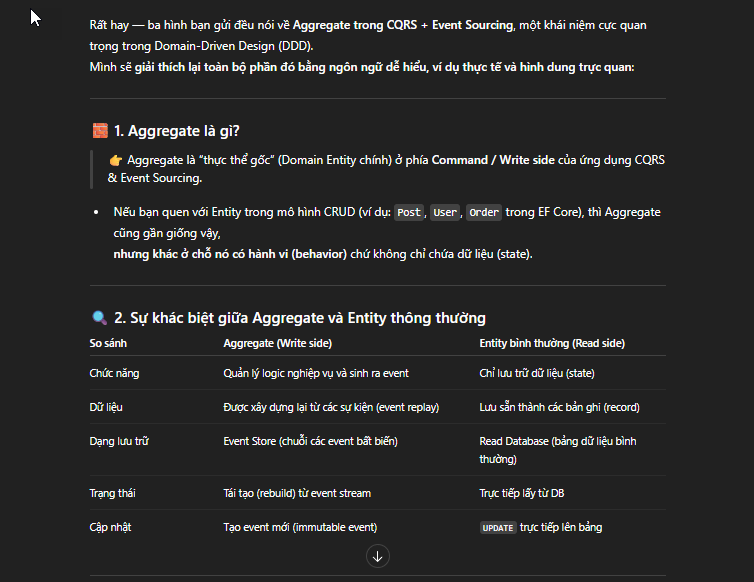 Rất hay — ba hình bạn gửi đều nói về Aggregate trong CQRS + Event Sourcing, một khái niệm cực quan
trọng trong Domain-Driven Design (DDD).
Mình sẽ giải thích lại toàn bộ phần đó bằng ngôn ngữ dễ hiểu, ví dụ thực tế và hình dung trực quan:
🧱 1. Aggregate là gì?
👉 Aggregate là “thực thể gốc” (Domain Entity chính) ở phía Command / Write side của ứng dụng CQRS
& Event Sourcing.
• Nếu bạn quen với Entity trong mô hình CRUD (ví dụ: Post, User, Order trong EF Core), thì Aggregate
cũng gần giống vậy,
nhưng khác ở chỗ nó có hành vi (behavior) chứ không chỉ chứa dữ liệu (state).
🔍 2. Sự khác biệt giữa Aggregate và Entity thông thường
So sánh Aggregate (Write side) Entity bình thường (Read side)
Chức năng Quản lý logic nghiệp vụ và sinh ra event Chỉ lưu trữ dữ liệu (state)
Dữ liệu Được xây dựng lại từ các sự kiện (event replay) Lưu sẵn thành các bản ghi (record)
Dạng lưu trữ Event Store (chuỗi các event bất biến) Read Database (bảng dữ liệu bình
thường)
Trạng thái Tái tạo (rebuild) từ event stream Trực tiếp lấy từ DB
Cập nhật Tạo event mới (immutable event) UPDATE trực tiếp lên bảng